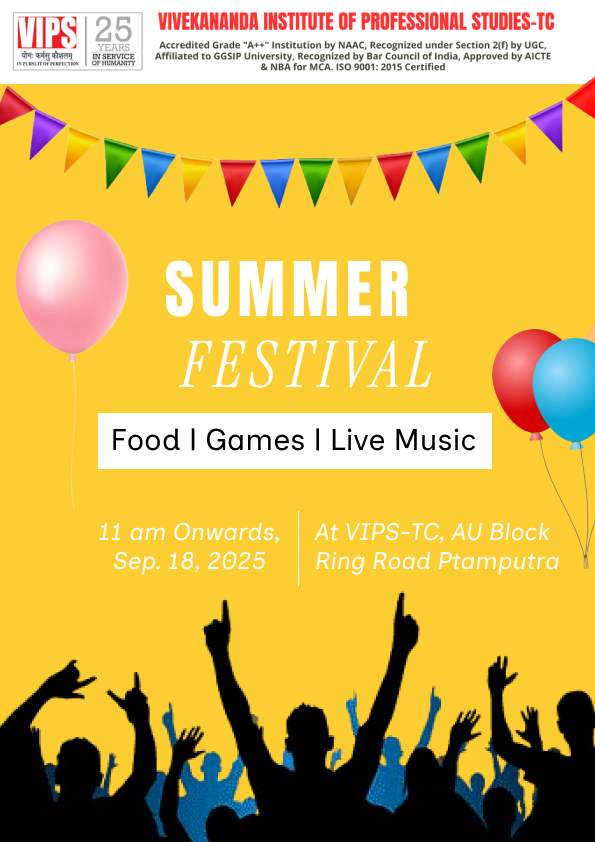 VIPS
योगः कर्मसु कौशलम्
IN PURSUIT OF PERFECTION
25
YEARS
IN SERVICE
OF HUMANITY
VIVEKANANDA INSTITUTE OF PROFESSIONAL STUDIES-TC
Accredited Grade "A++" Institution by NAAC, Recognized under Section 2(f) by UGC,
Affiliated to GGSIP University, Recognized by Bar Council of India, Approved by AICTE
& NBA for MCA. ISO 9001: 2015 Certified
SUMMER
FESTIVAL
Food | Games | Live Music
11 am Onwards,
Sep. 18, 2025
At VIPS-TC, AU Block
Ring Road Ptamputra